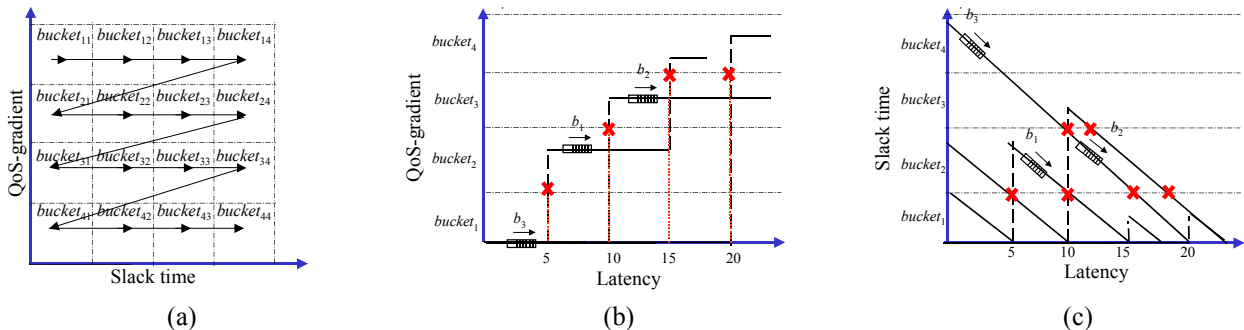 QoS-gradient
bucket₁₁ bucket₁₂ bucket₁₃ bucket₁₄
bucket₂₁ bucket₂₂ bucket₂₃ bucket₂₄
bucket₃₁ bucket₃₂ bucket₃₃ bucket₃₄
bucket₄₁ bucket₄₂ bucket₄₃ bucket₄₄
Slack time
(a)
QoS-gradient
bucket₄
bucket₃
bucket₂
bucket₁
b₂
b₁
b₃
5 10 15 20
Latency
(b)
Slack time
bucket₄
bucket₃
bucket₂
bucket₁
b₃
b₁
b₂
5 10 15 20
Latency
(c)